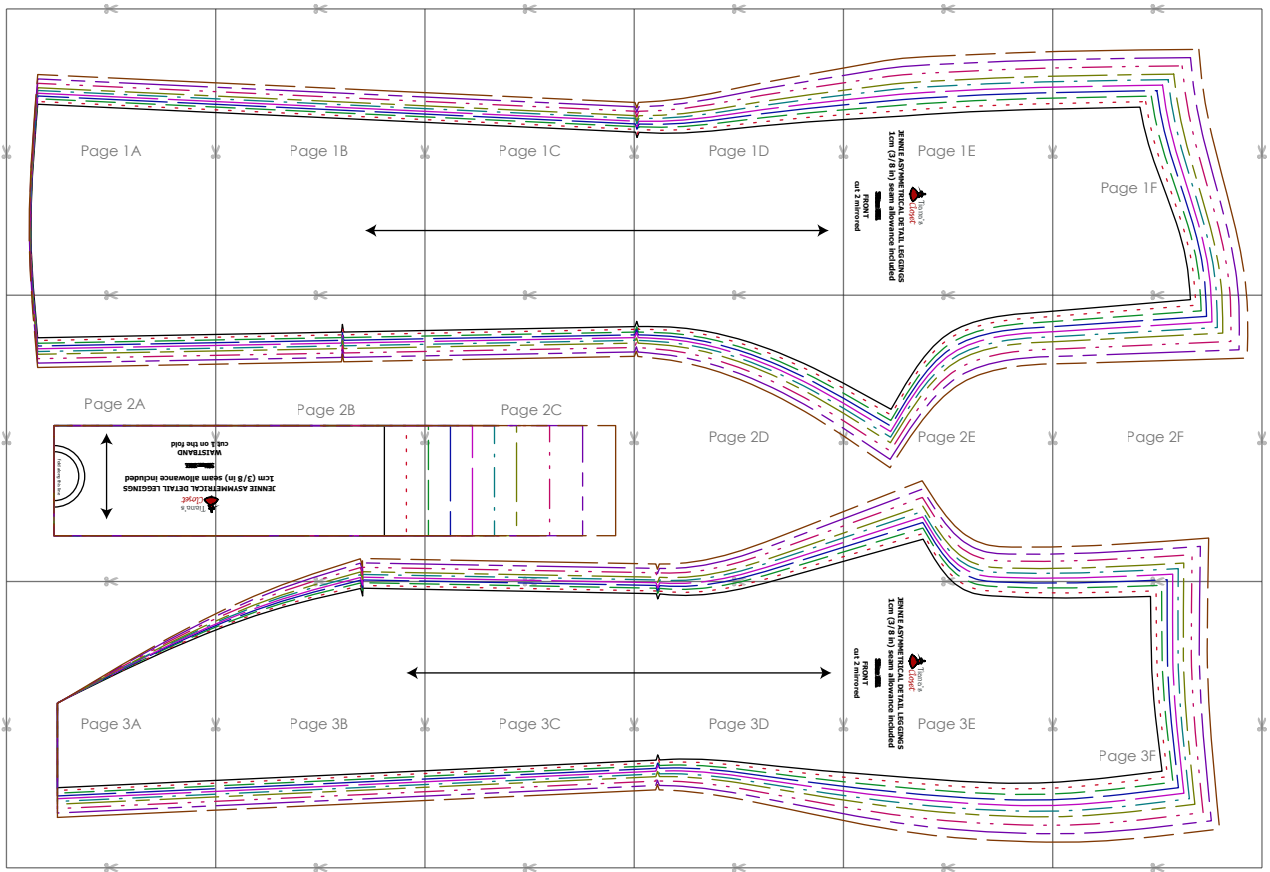 Page 1A
Page 1B
Page 1C
Page 1D
Page 1E
Page 1F
JENNIE ASYMMETRICAL DETAIL LEGGINGS
1cm (3/8 in) seam allowance included
FRONT
cut 2 mirrored
Tiana's
Closet
Page 2A
Page 2B
Page 2C
Page 2D
Page 2E
Page 2F
Tiana's
Closet
JENNIE ASYMMETRICAL DETAIL LEGGINGS
1cm (3/8 in) seam allowance included
WAISTBAND
cut 1 on the fold
Page 3A
Page 3B
Page 3C
Page 3D
Page 3E
Page 3F
Tiana's
Closet
JENNIE ASYMMETRICAL DETAIL LEGGINGS
1cm (3/8 in) seam allowance included
FRONT
cut 2 mirrored